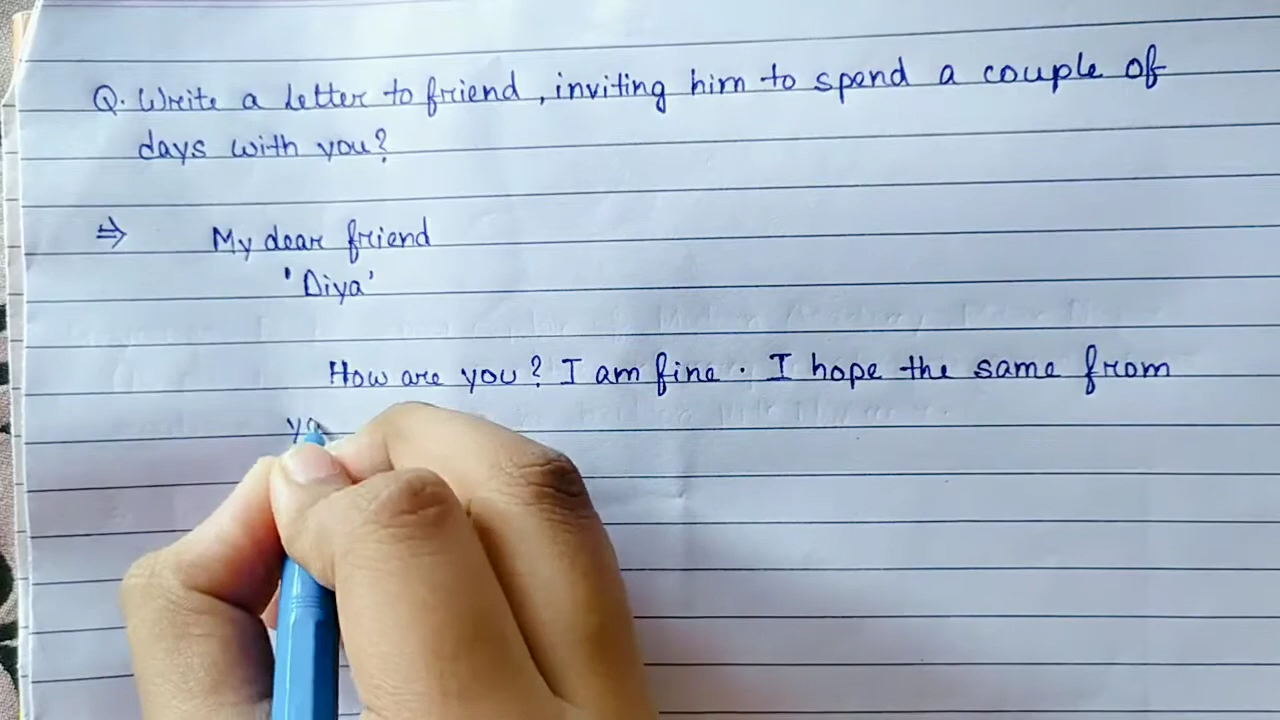 Q. Write a letter to friend, inviting him to spend a couple of
days with you?
⇒ My dear friend
'Diya'
How are you? I am fine. I hope the same from
yo